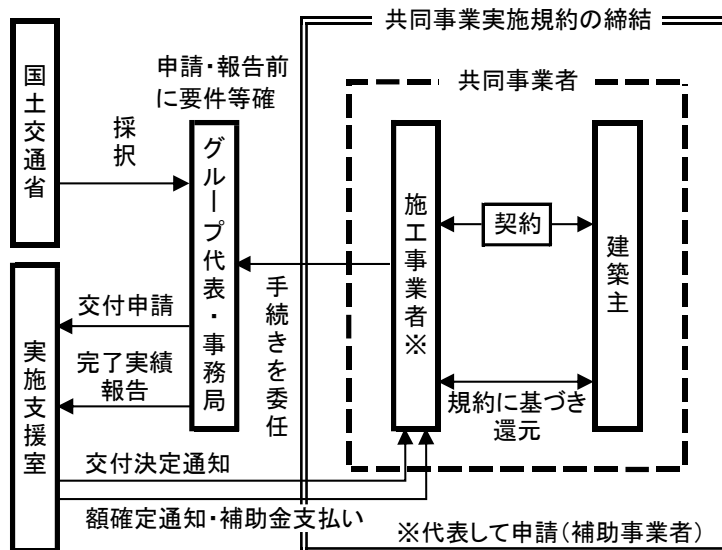 共同事業実施規約の締結
国土交通省
採択
申請・報告前
に要件等確
グループ代表・事務局
共同事業者
施工事業者※
契約
建築主
手続きを委任
規約に基づき
還元
実施支援室
交付申請
完了実績
報告
交付決定通知
額確定通知・補助金支払い
※代表して申請（補助事業者）